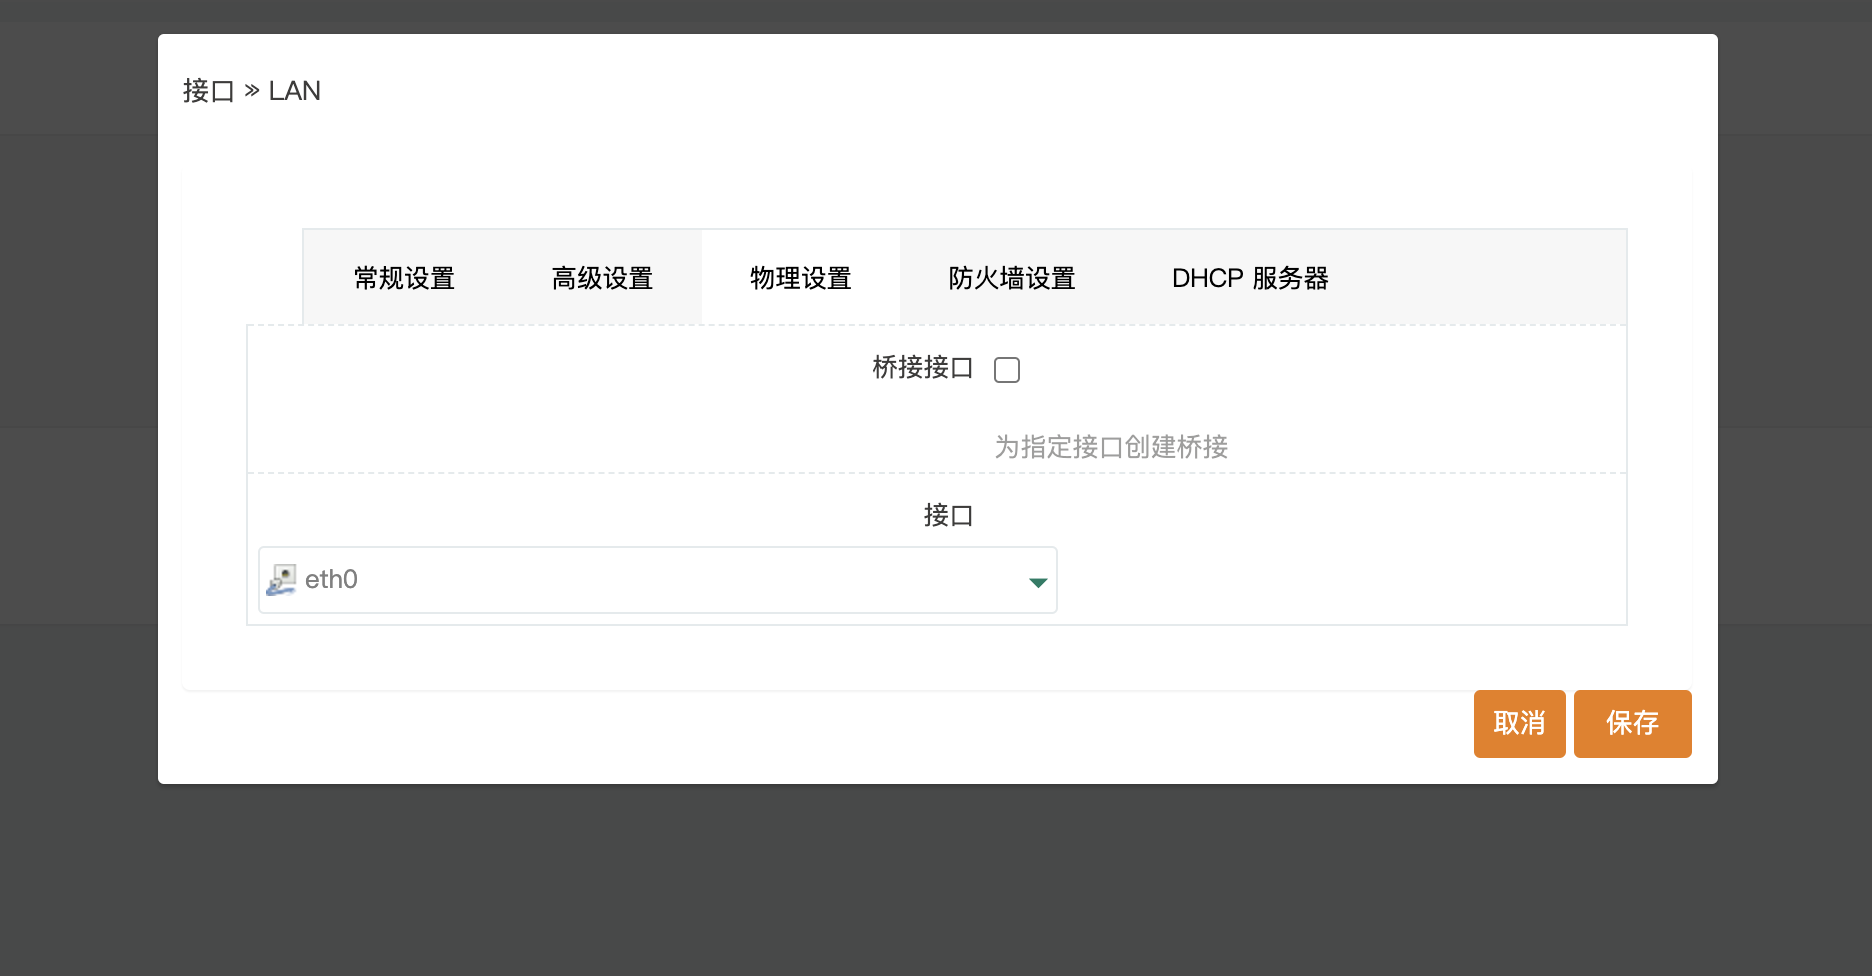 接口 » LAN
常规设置 高级设置 物理设置 防火墙设置 DHCP 服务器
桥接接口
为指定接口创建桥接
接口
eth0
取消 保存